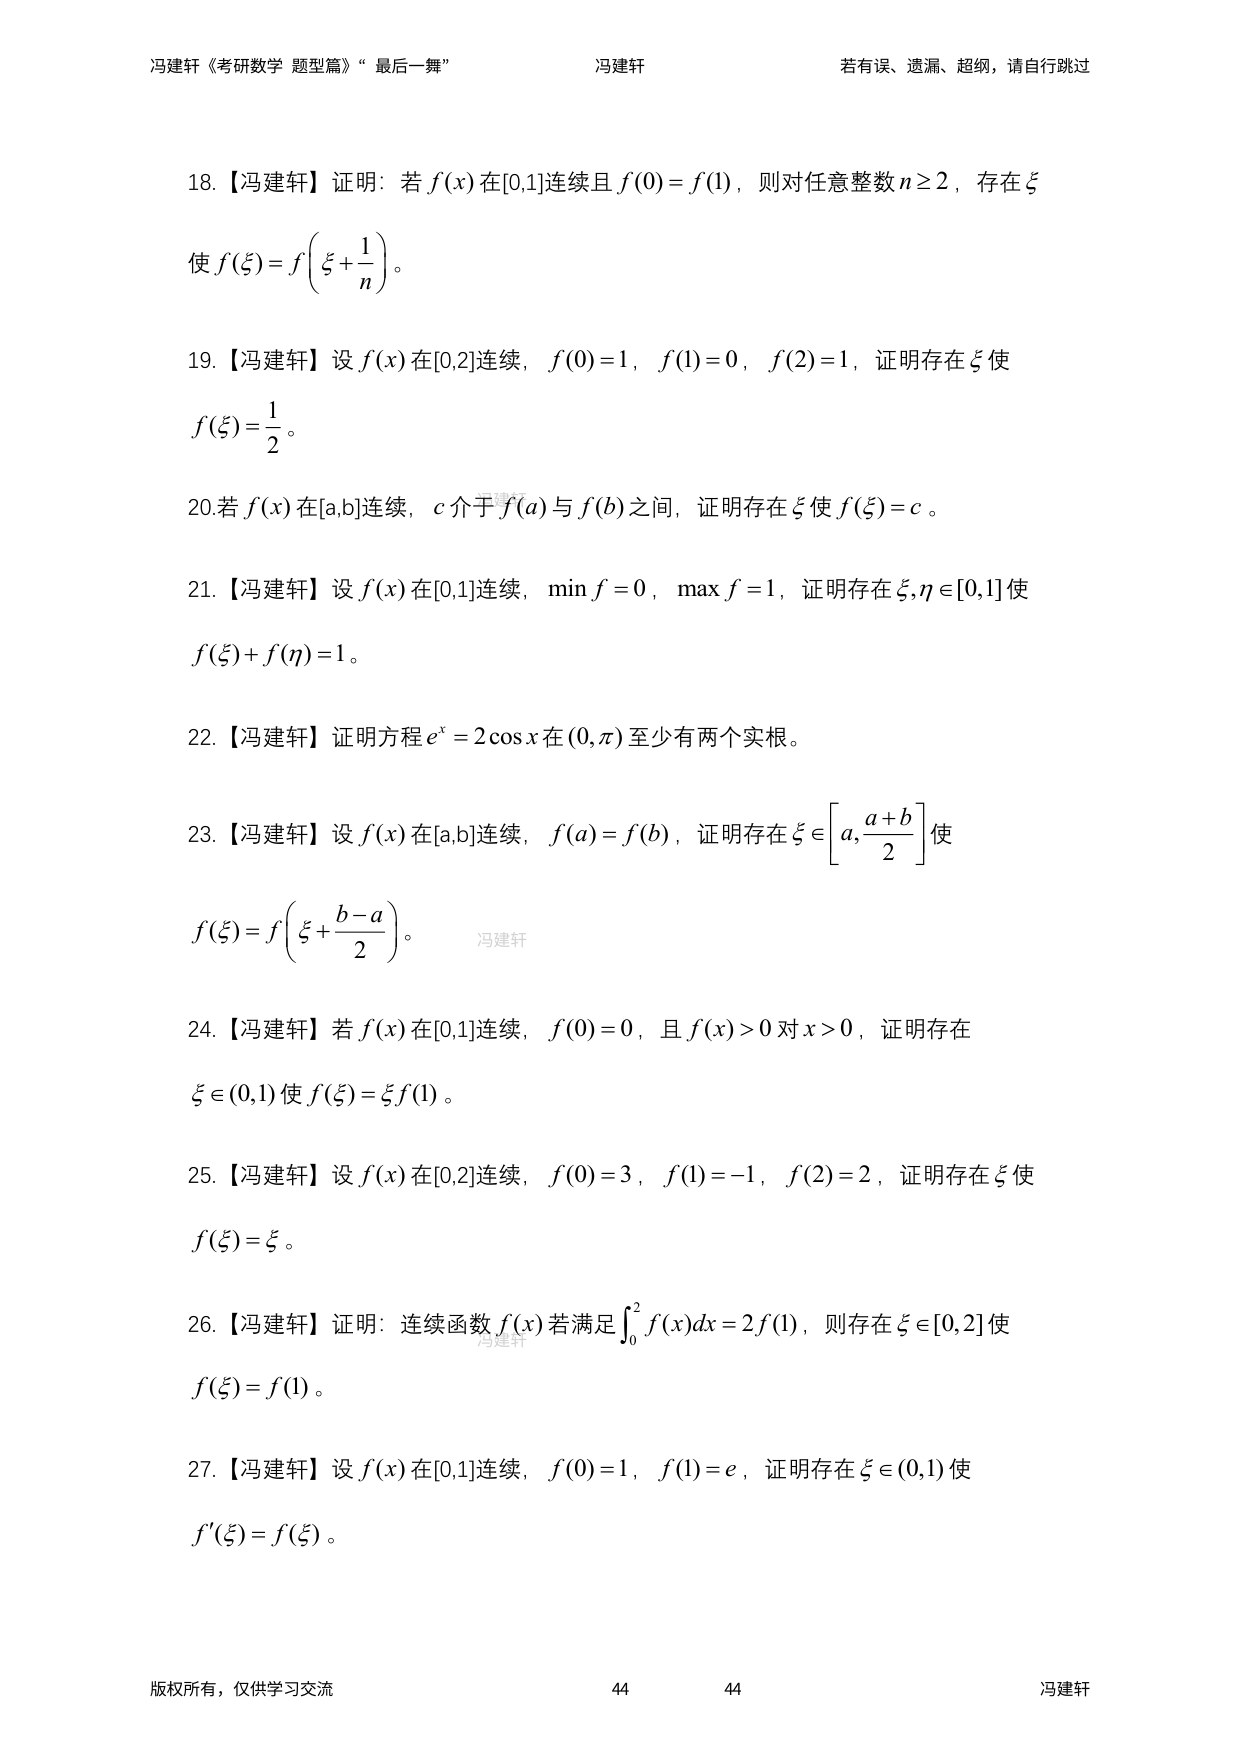 冯建轩《考研数学 题型篇》“ 最后一舞” 冯建轩 若有误、遗漏、超纲，请自行跳过
18.【冯建轩】证明：若 f(x) 在[0,1]连续且 f(0) = f(1)，则对任意整数 n ≥ 2，存在 ξ
使 f(ξ) = f(ξ + 1/n)。
19.【冯建轩】设 f(x) 在[0,2]连续， f(0) = 1， f(1) = 0， f(2) = 1，证明存在 ξ 使
f(ξ) = 1/2。
20.若 f(x) 在[a,b]连续， c 介于 f(a) 与 f(b) 之间，证明存在 ξ 使 f(ξ) = c 。
冯建轩
21.【冯建轩】设 f(x) 在[0,1]连续， min f = 0， max f = 1，证明存在 ξ,η ∈ [0,1] 使
f(ξ) + f(η) = 1。
22.【冯建轩】证明方程 eˣ = 2cos x 在 (0,π) 至少有两个实根。
23.【冯建轩】设 f(x) 在[a,b]连续， f(a) = f(b)，证明存在 ξ ∈ [a, (a+b)/2] 使
f(ξ) = f(ξ + (b−a)/2)。
冯建轩
24.【冯建轩】若 f(x) 在[0,1]连续， f(0) = 0，且 f(x) > 0 对 x > 0，证明存在
ξ ∈ (0,1) 使 f(ξ) = ξf(1) 。
25.【冯建轩】设 f(x) 在[0,2]连续， f(0) = 3， f(1) = −1， f(2) = 2，证明存在 ξ 使
f(ξ) = ξ 。
26.【冯建轩】证明：连续函数 f(x) 若满足 ∫₀² f(x)dx = 2f(1)，则存在 ξ ∈ [0,2] 使
冯建轩
f(ξ) = f(1) 。
27.【冯建轩】设 f(x) 在[0,1]连续， f(0) = 1， f(1) = e，证明存在 ξ ∈ (0,1) 使
f′(ξ) = f(ξ) 。
版权所有，仅供学习交流 44 44 冯建轩